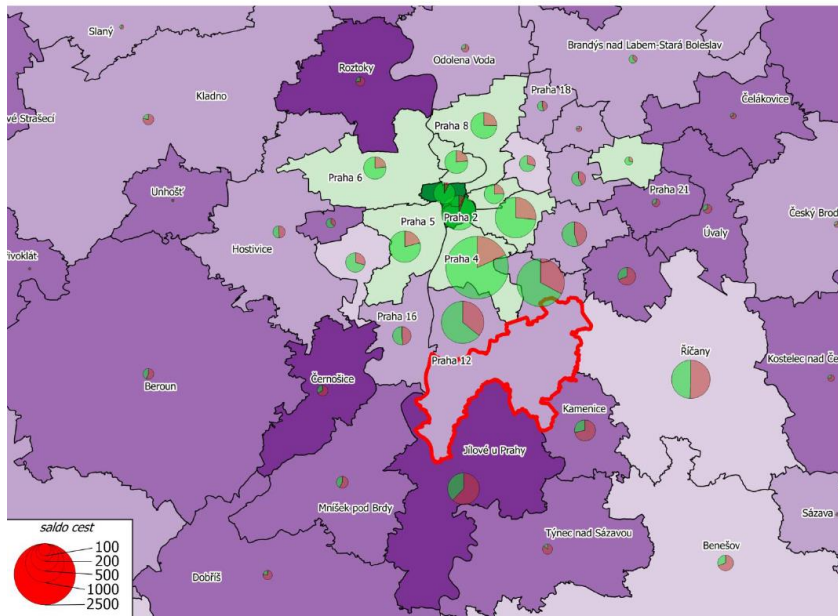 Slaný
Kladno
vé Strašecí
Roztoky
Odolena Voda
Brandýs nad Labem-Stará Boleslav
Praha 18
Čelákovice
Praha 8
Praha 6
Unhošť
Praha 21
Praha 5
Praha 2
Hostivice
Úvaly
Český Brod
řivoklát
Praha 4
Praha 16
Praha 12
Říčany
Kostelec nad Če
Beroun
Černošice
Kamenice
Jílové u Prahy
Mníšek pod Brdy
Sázava
Týnec nad Sázavou
Benešov
Dobříš
saldo cest
100
200
500
1000
2500